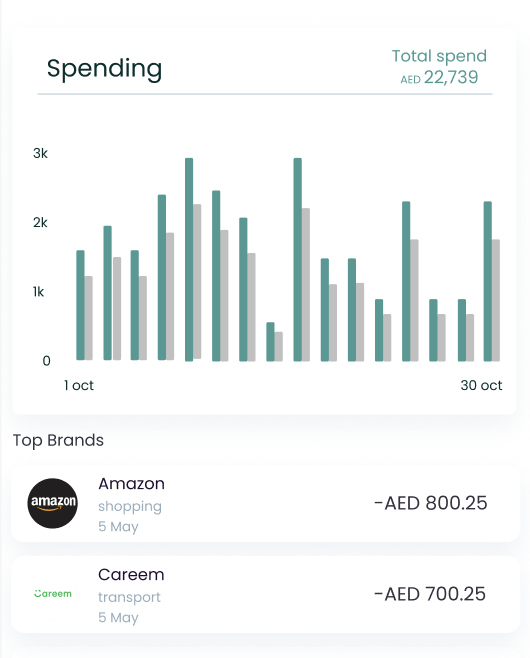 Spending
Total spend
AED 22,739
3k
2k
1k
0
1 oct
30 oct
Top Brands
amazon
Amazon
shopping
5 May
-AED 800.25
Careem
Careem
transport
5 May
-AED 700.25